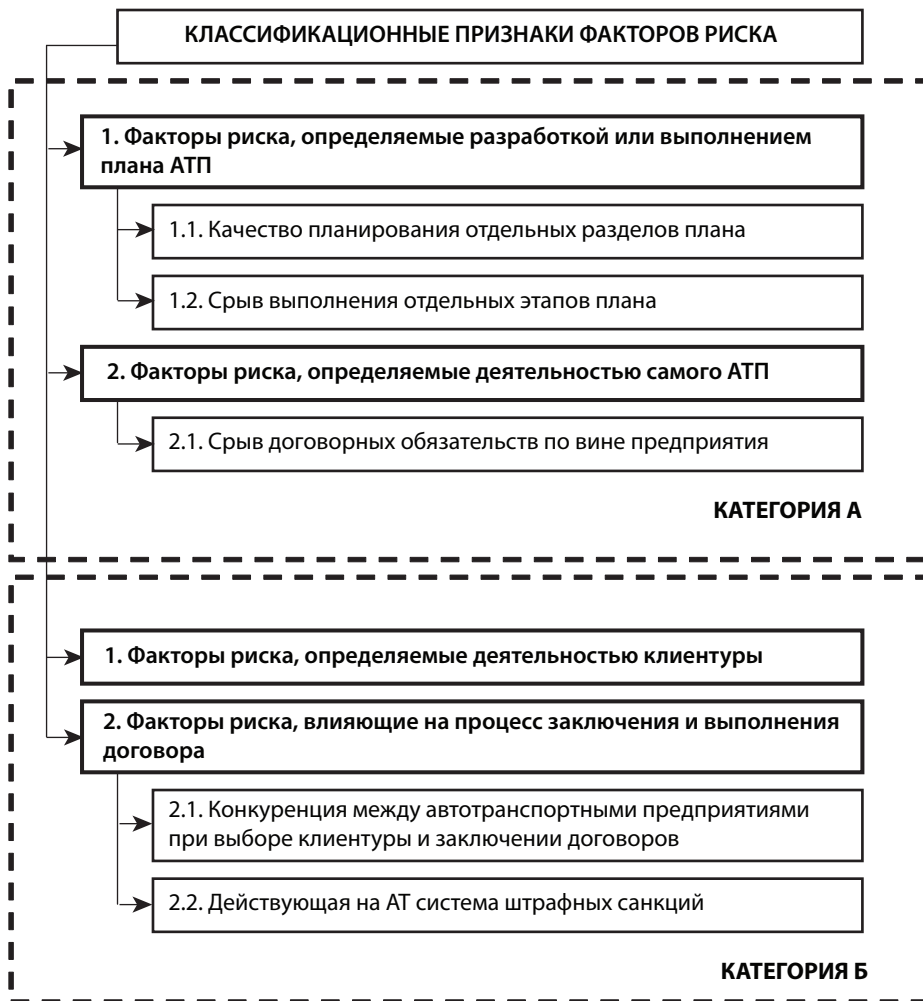 КЛАССИФИКАЦИОННЫЕ ПРИЗНАКИ ФАКТОРОВ РИСКА
1. Факторы риска, определяемые разработкой или выполнением
плана АТП
1.1. Качество планирования отдельных разделов плана
1.2. Срыв выполнения отдельных этапов плана
2. Факторы риска, определяемые деятельностью самого АТП
2.1. Срыв договорных обязательств по вине предприятия
КАТЕГОРИЯ А
1. Факторы риска, определяемые деятельностью клиентуры
2. Факторы риска, влияющие на процесс заключения и выполнения
договора
2.1. Конкуренция между автотранспортными предприятиями
при выборе клиентуры и заключении договоров
2.2. Действующая на АТ система штрафных санкций
КАТЕГОРИЯ Б